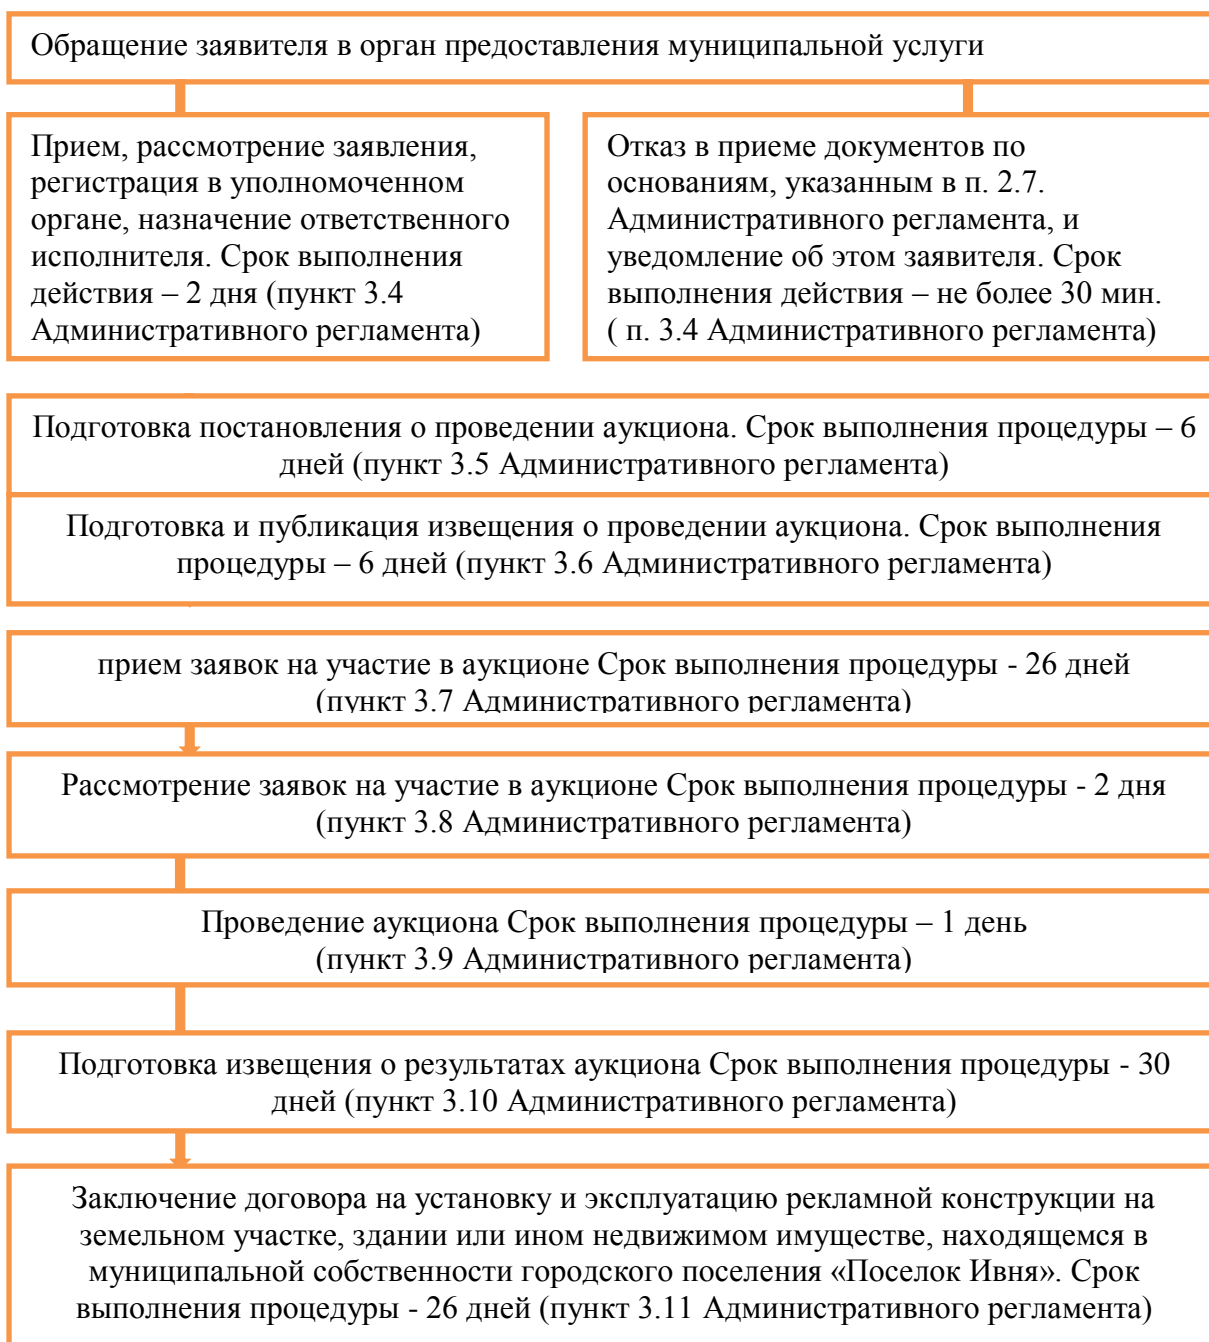 Обращение заявителя в орган предоставления муниципальной услуги
Прием, рассмотрение заявления,
регистрация в уполномоченном
органе, назначение ответственного
исполнителя. Срок выполнения
действия – 2 дня (пункт 3.4
Административного регламента)
Отказ в приеме документов по
основаниям, указанным в п. 2.7.
Административного регламента, и
уведомление об этом заявителя. Срок
выполнения действия – не более 30 мин.
( п. 3.4 Административного регламента)
Подготовка постановления о проведении аукциона. Срок выполнения процедуры – 6
дней (пункт 3.5 Административного регламента)
Подготовка и публикация извещения о проведении аукциона. Срок выполнения
процедуры – 6 дней (пункт 3.6 Административного регламента)
прием заявок на участие в аукционе Срок выполнения процедуры - 26 дней
(пункт 3.7 Административного регламента)
Рассмотрение заявок на участие в аукционе Срок выполнения процедуры - 2 дня
(пункт 3.8 Административного регламента)
Проведение аукциона Срок выполнения процедуры – 1 день
(пункт 3.9 Административного регламента)
Подготовка извещения о результатах аукциона Срок выполнения процедуры - 30
дней (пункт 3.10 Административного регламента)
Заключение договора на установку и эксплуатацию рекламной конструкции на
земельном участке, здании или ином недвижимом имуществе, находящемся в
муниципальной собственности городского поселения «Поселок Ивня». Срок
выполнения процедуры - 26 дней (пункт 3.11 Административного регламента)